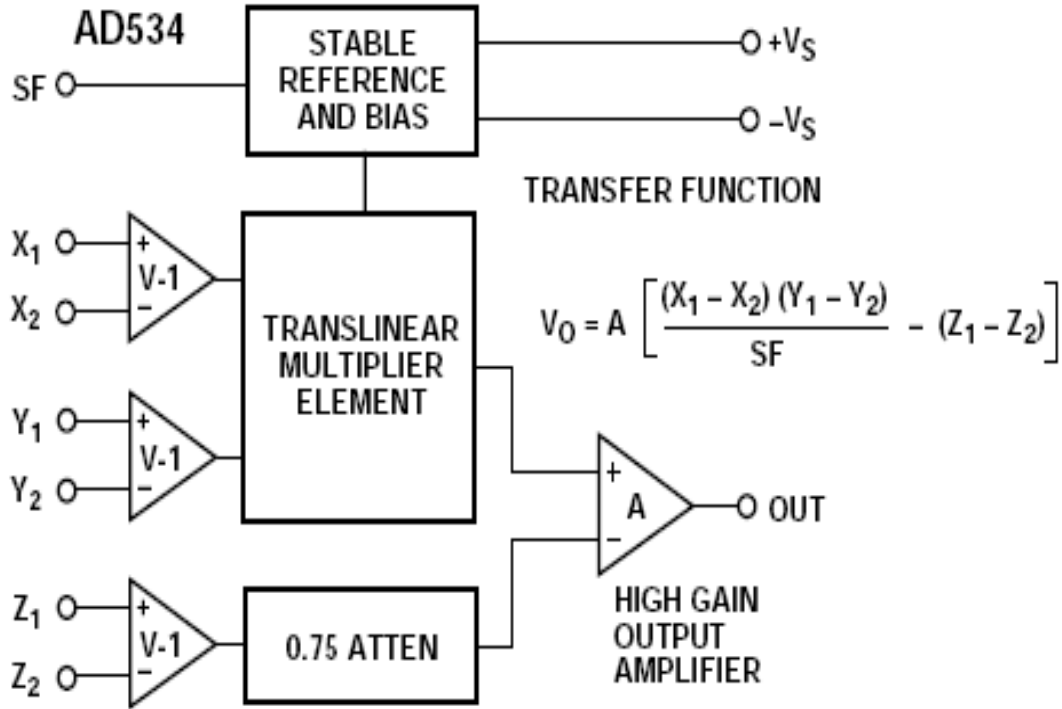 AD534
SF
STABLE
REFERENCE
AND BIAS
+VS
–VS
TRANSFER FUNCTION
X1
+
V-1
X2
–
TRANSLINEAR
MULTIPLIER
ELEMENT
VO = A [ (X1 – X2) (Y1 – Y2) / SF – (Z1 – Z2) ]
Y1
+
V-1
Y2
–
+
A
–
OUT
Z1
+
V-1
Z2
–
0.75 ATTEN
HIGH GAIN
OUTPUT
AMPLIFIER